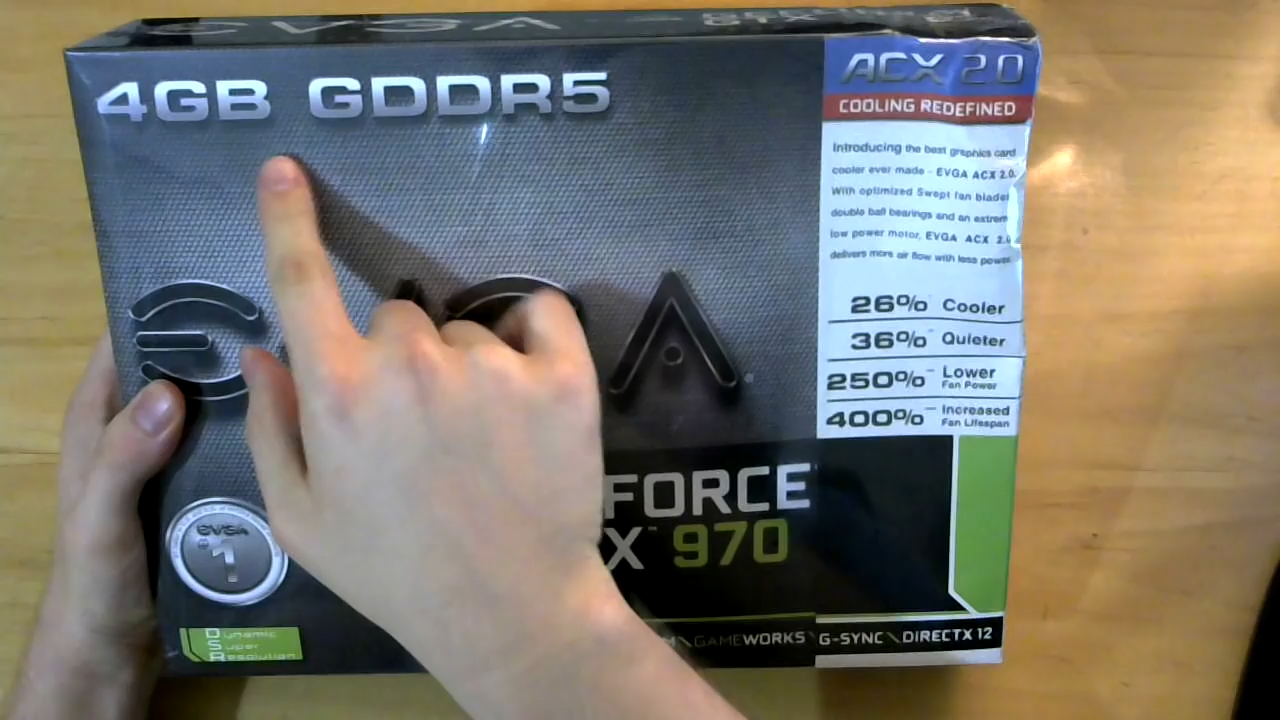 EVGA
4GB GDDR5
ACX 2.0
COOLING REDEFINED
Introducing the best graphics card
cooler ever made - EVGA ACX 2.0.
With optimized Swept fan blades
double ball bearings and an extreme
low power motor, EVGA ACX 2.0
delivers more air flow with less power.
26% Cooler
36% Quieter
250% Lower
Fan Power
400% Increased
Fan Lifespan
E A
FORCE
X™ 970
EVGA
#1
Dynamic
Super
Resolution
GAMEWORKS \ G-SYNC \ DIRECTX 12